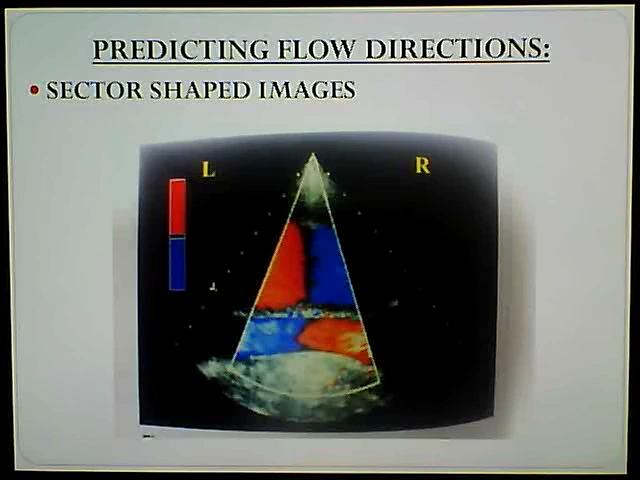 PREDICTING FLOW DIRECTIONS:
• SECTOR SHAPED IMAGES
L R